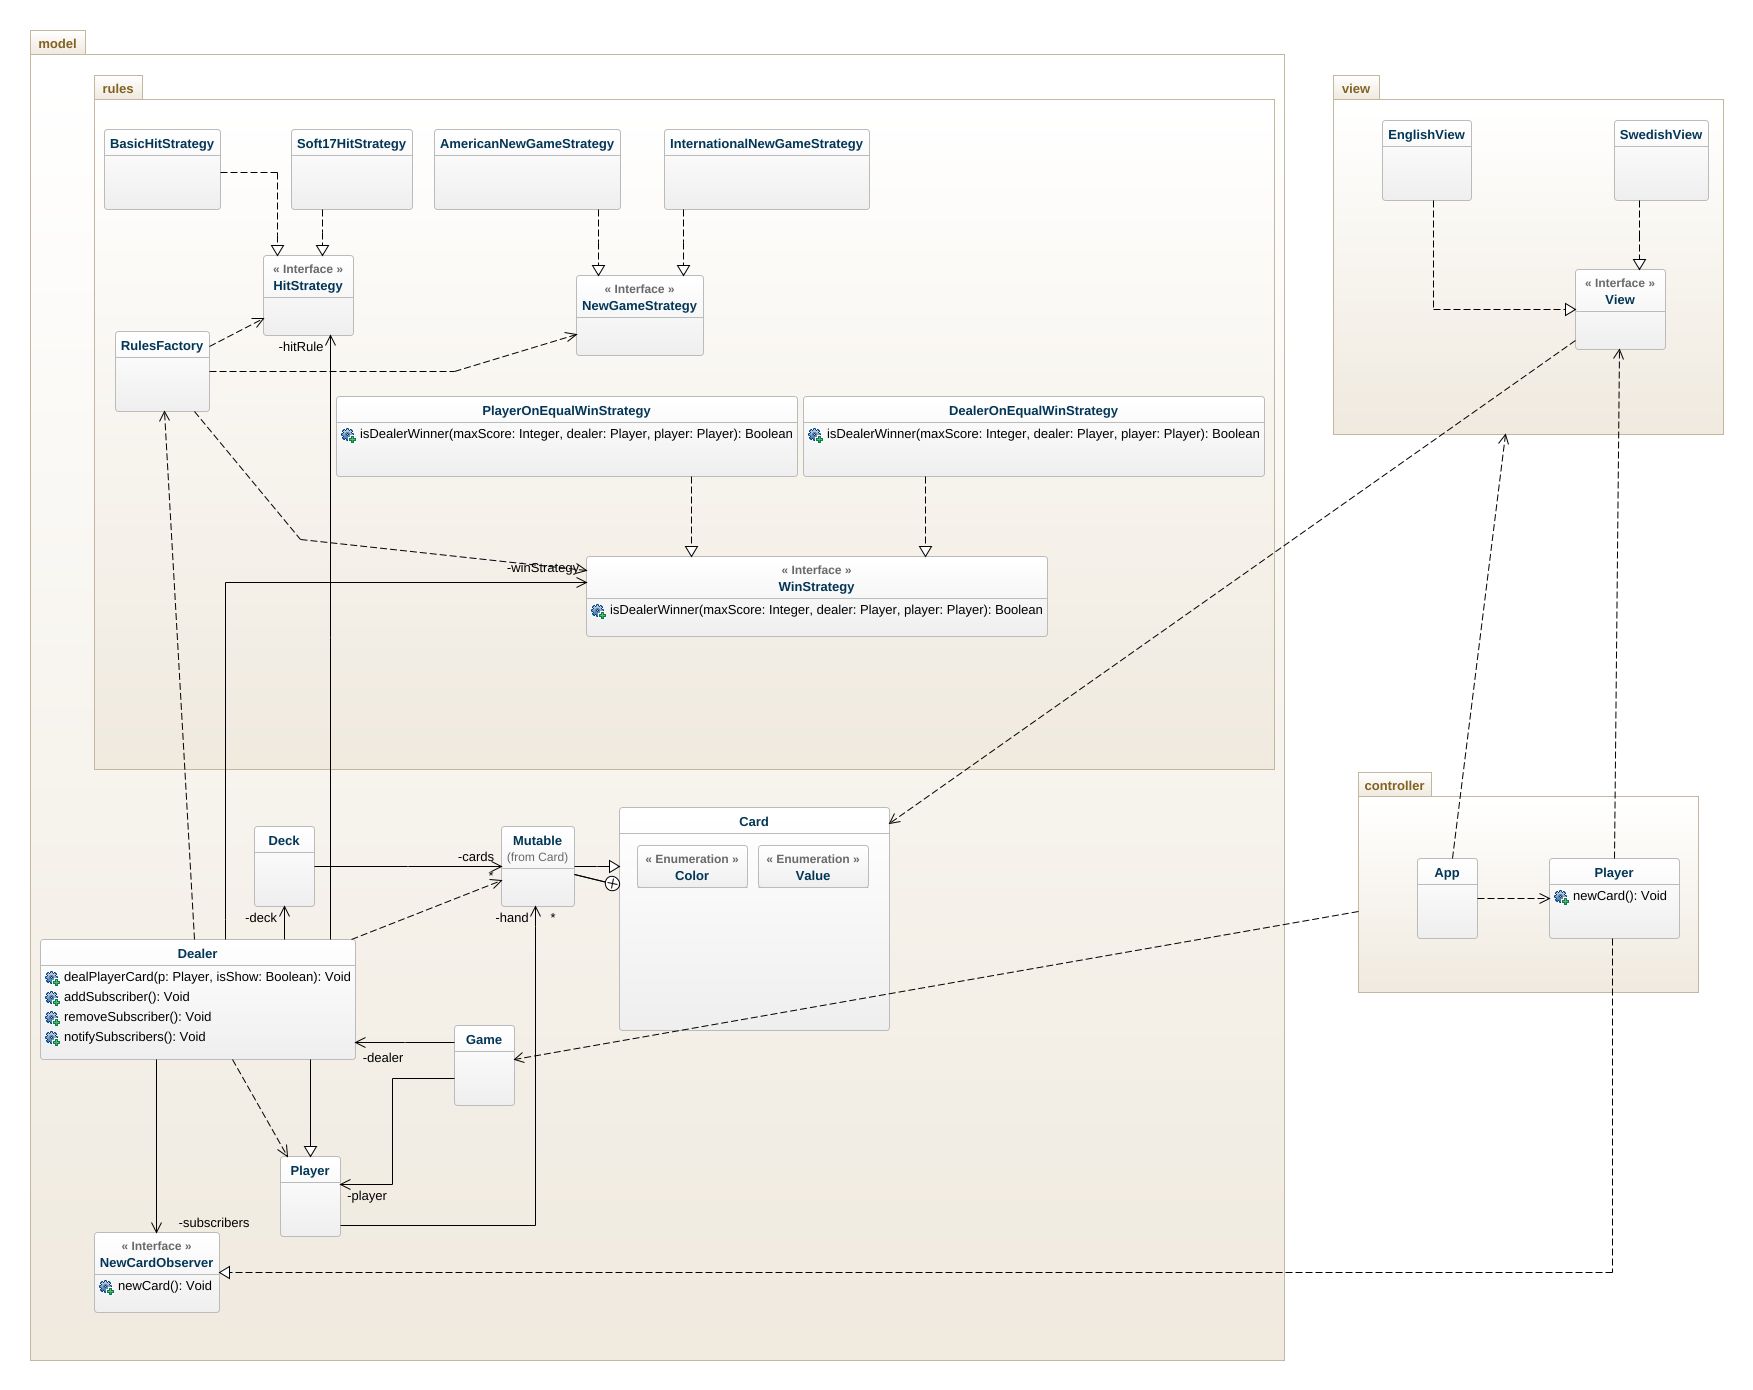 model
rules
view
BasicHitStrategy
Soft17HitStrategy
AmericanNewGameStrategy
InternationalNewGameStrategy
EnglishView
SwedishView
« Interface »
HitStrategy
« Interface »
NewGameStrategy
« Interface »
View
RulesFactory
-hitRule
PlayerOnEqualWinStrategy
isDealerWinner(maxScore: Integer, dealer: Player, player: Player): Boolean
DealerOnEqualWinStrategy
isDealerWinner(maxScore: Integer, dealer: Player, player: Player): Boolean
-winStrategy
« Interface »
WinStrategy
isDealerWinner(maxScore: Integer, dealer: Player, player: Player): Boolean
controller
Deck
-cards
*
Mutable
(from Card)
Card
« Enumeration »
Color
« Enumeration »
Value
App
Player
newCard(): Void
-deck
-hand
*
Dealer
dealPlayerCard(p: Player, isShow: Boolean): Void
addSubscriber(): Void
removeSubscriber(): Void
notifySubscribers(): Void
Game
-dealer
Player
-player
-subscribers
« Interface »
NewCardObserver
newCard(): Void